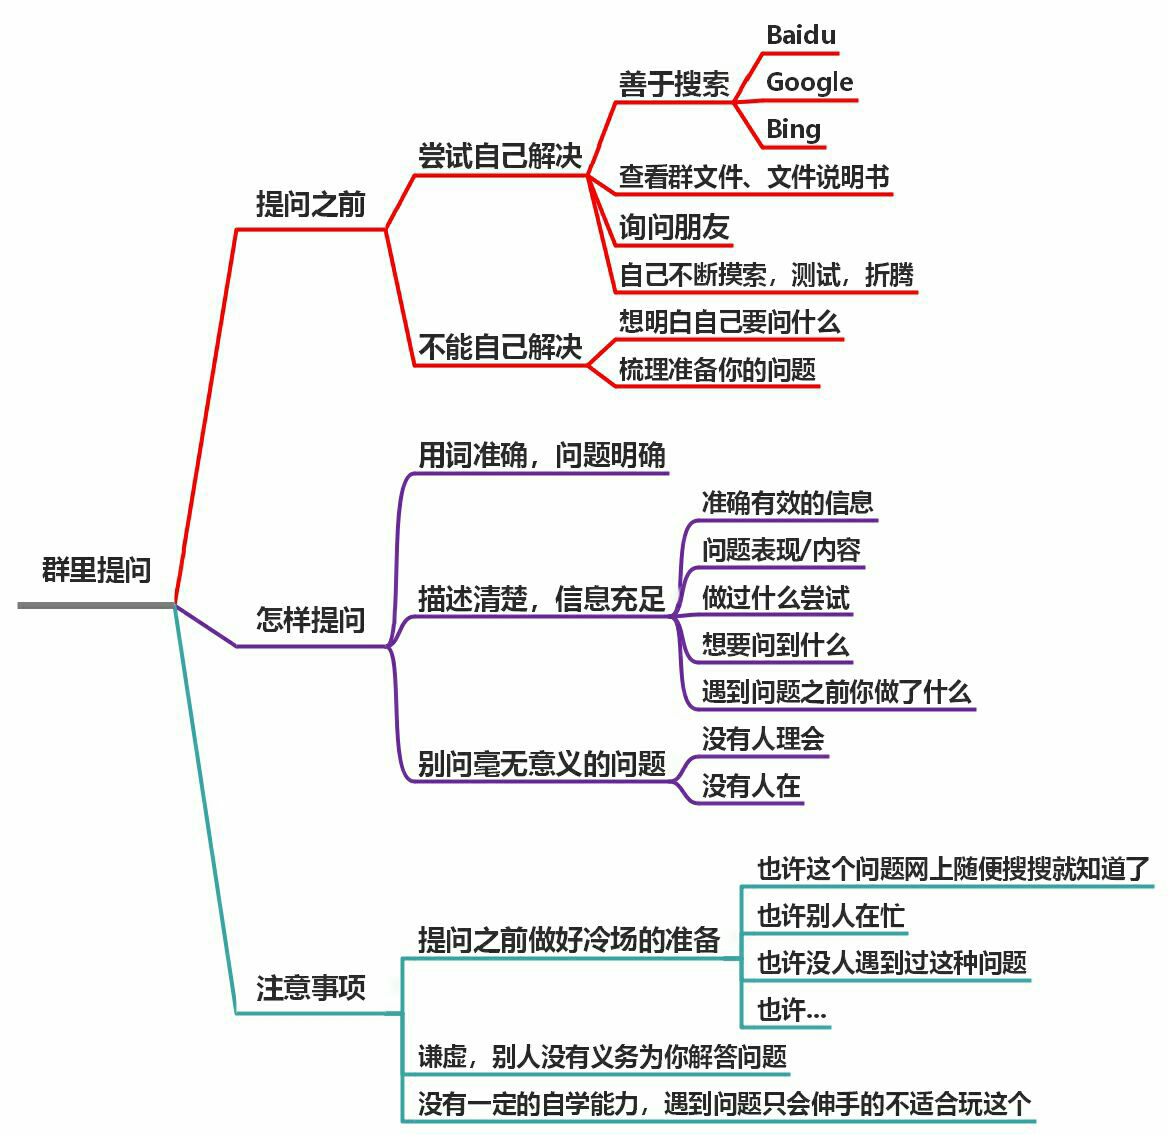 群里提问
提问之前
尝试自己解决
善于搜索
Baidu
Google
Bing
查看群文件、文件说明书
询问朋友
自己不断摸索，测试，折腾
不能自己解决
想明白自己要问什么
梳理准备你的问题
怎样提问
用词准确，问题明确
描述清楚，信息充足
准确有效的信息
问题表现/内容
做过什么尝试
想要问到什么
遇到问题之前你做了什么
别问毫无意义的问题
没有人理会
没有人在
注意事项
提问之前做好冷场的准备
也许这个问题网上随便搜搜就知道了
也许别人在忙
也许没人遇到过这种问题
也许...
谦虚，别人没有义务为你解答问题
没有一定的自学能力，遇到问题只会伸手的不适合玩这个